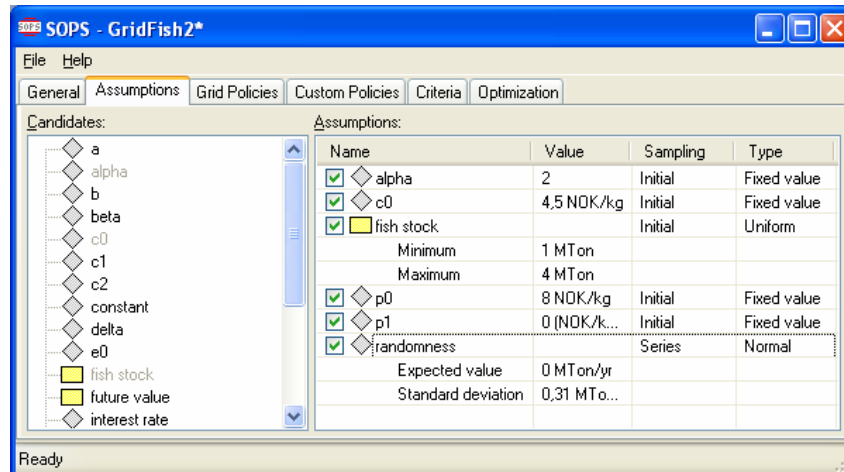 SOPS SOPS - GridFish2*
File Help
General Assumptions Grid Policies Custom Policies Criteria Optimization
Candidates: Assumptions:
a
alpha
b
beta
c0
c1
c2
constant
delta
e0
fish stock
future value
interest rate
Name Value Sampling Type
alpha 2 Initial Fixed value
c0 4,5 NOK/kg Initial Fixed value
fish stock Initial Uniform
Minimum 1 MTon
Maximum 4 MTon
p0 8 NOK/kg Initial Fixed value
p1 0 (NOK/k... Initial Fixed value
randomness Series Normal
Expected value 0 MTon/yr
Standard deviation 0,31 MTo...
Ready